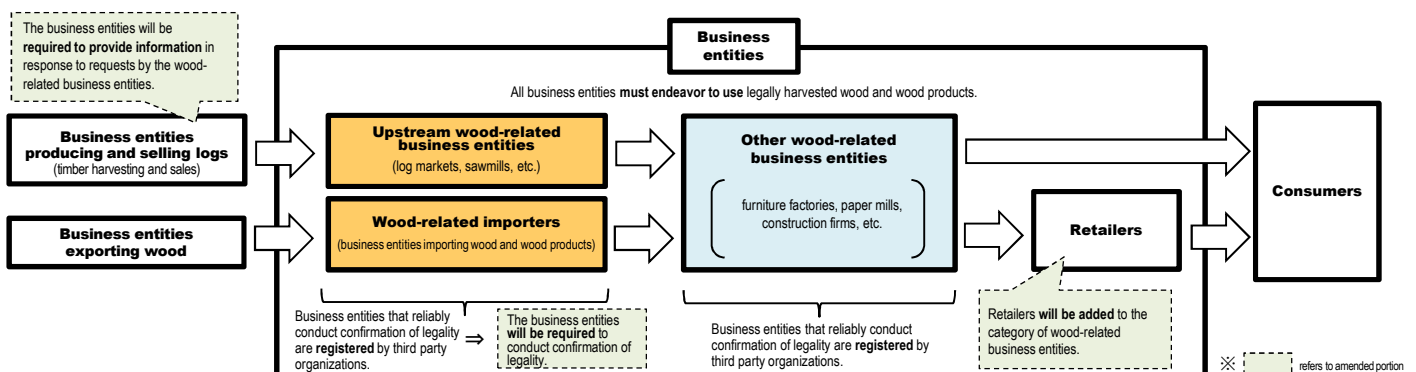 The business entities will be
required to provide information in
response to requests by the wood-
related business entities.
Business
entities
All business entities must endeavor to use legally harvested wood and wood products.
Business entities
producing and selling logs
(timber harvesting and sales)
Upstream wood-related
business entities
(log markets, sawmills, etc.)
Other wood-related
business entities
furniture factories, paper mills,
construction firms, etc.
Consumers
Business entities
exporting wood
Wood-related importers
(business entities importing wood and wood products)
Retailers
Business entities that reliably
conduct confirmation of legality
are registered by third party
organizations.
⇒
The business entities
will be required to
conduct confirmation of
legality.
Business entities that reliably conduct
confirmation of legality are registered by
third party organizations.
Retailers will be added to the
category of wood-related
business entities.
※ refers to amended portion